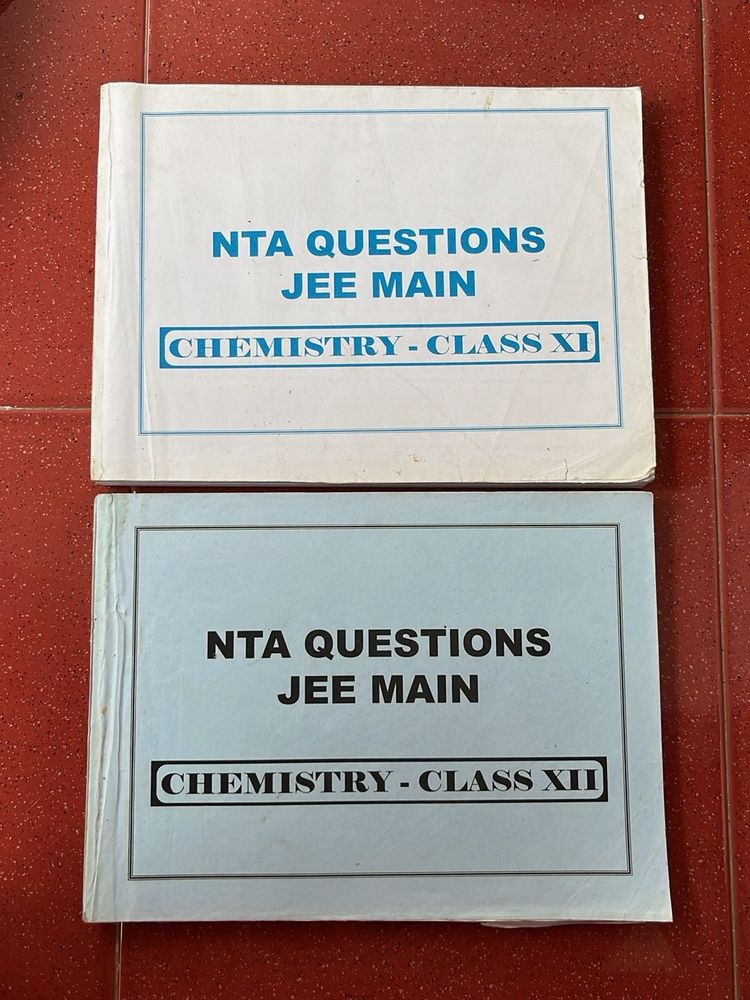 NTA QUESTIONS
JEE MAIN
CHEMISTRY - CLASS XI
NTA QUESTIONS
JEE MAIN
CHEMISTRY - CLASS XII